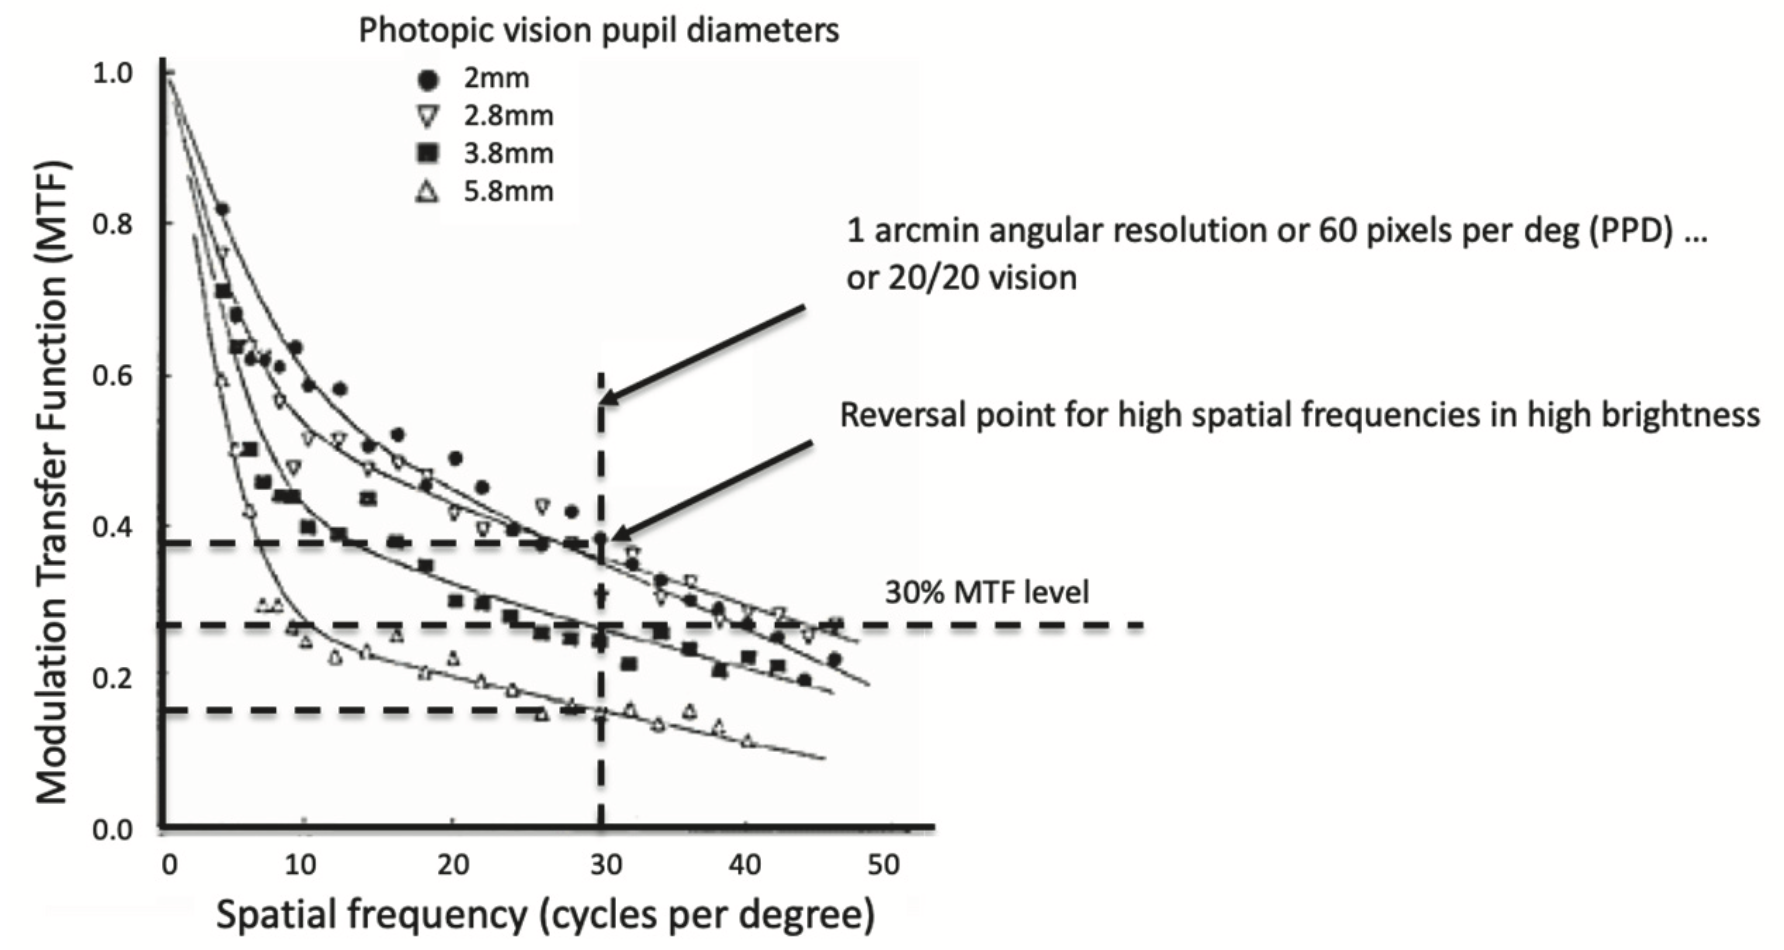 Photopic vision pupil diameters
2mm
2.8mm
3.8mm
5.8mm
Modulation Transfer Function (MTF)
1.0
0.8
0.6
0.4
0.2
0.0
1 arcmin angular resolution or 60 pixels per deg (PPD) ...
or 20/20 vision
Reversal point for high spatial frequencies in high brightness
30% MTF level
0 10 20 30 40 50
Spatial frequency (cycles per degree)